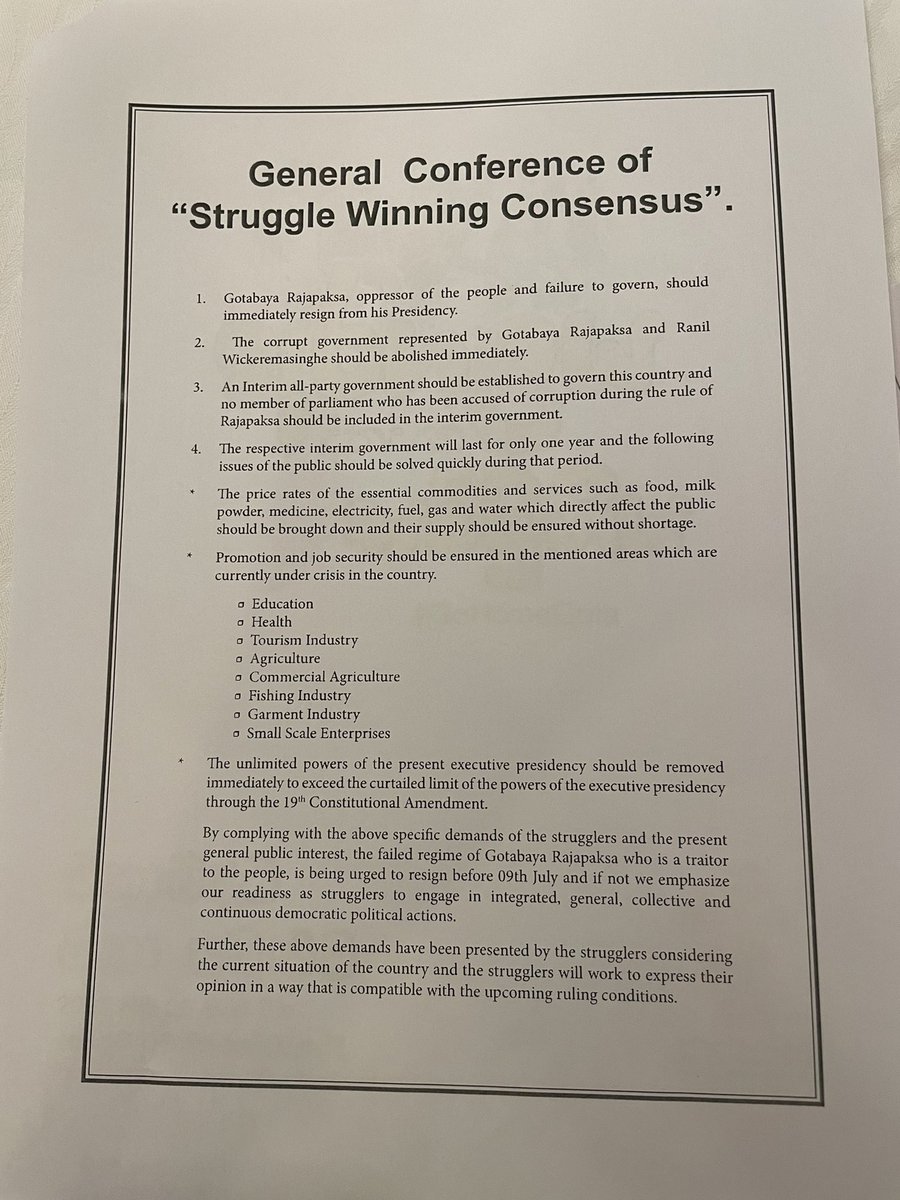 General Conference of
“Struggle Winning Consensus”.
1. Gotabaya Rajapaksa, oppressor of the people and failure to govern, should
immediately resign from his Presidency.
2. The corrupt government represented by Gotabaya Rajapaksa and Ranil
Wickeremasinghe should be abolished immediately.
3. An Interim all-party government should be established to govern this country and
no member of parliament who has been accused of corruption during the rule of
Rajapaksa should be included in the interim government.
4. The respective interim government will last for only one year and the following
issues of the public should be solved quickly during that period.
* The price rates of the essential commodities and services such as food, milk
powder, medicine, electricity, fuel, gas and water which directly affect the public
should be brought down and their supply should be ensured without shortage.
* Promotion and job security should be ensured in the mentioned areas which are
currently under crisis in the country.
Education
Health
Tourism Industry
Agriculture
Commercial Agriculture
Fishing Industry
Garment Industry
Small Scale Enterprises
* The unlimited powers of the present executive presidency should be removed
immediately to exceed the curtailed limit of the powers of the executive presidency
through the 19th Constitutional Amendment.
By complying with the above specific demands of the strugglers and the present
general public interest, the failed regime of Gotabaya Rajapaksa who is a traitor
to the people, is being urged to resign before 09th July and if not we emphasize
our readiness as strugglers to engage in integrated, general, collective and
continuous democratic political actions.
Further, these above demands have been presented by the strugglers considering
the current situation of the country and the strugglers will work to express their
opinion in a way that is compatible with the upcoming ruling conditions.